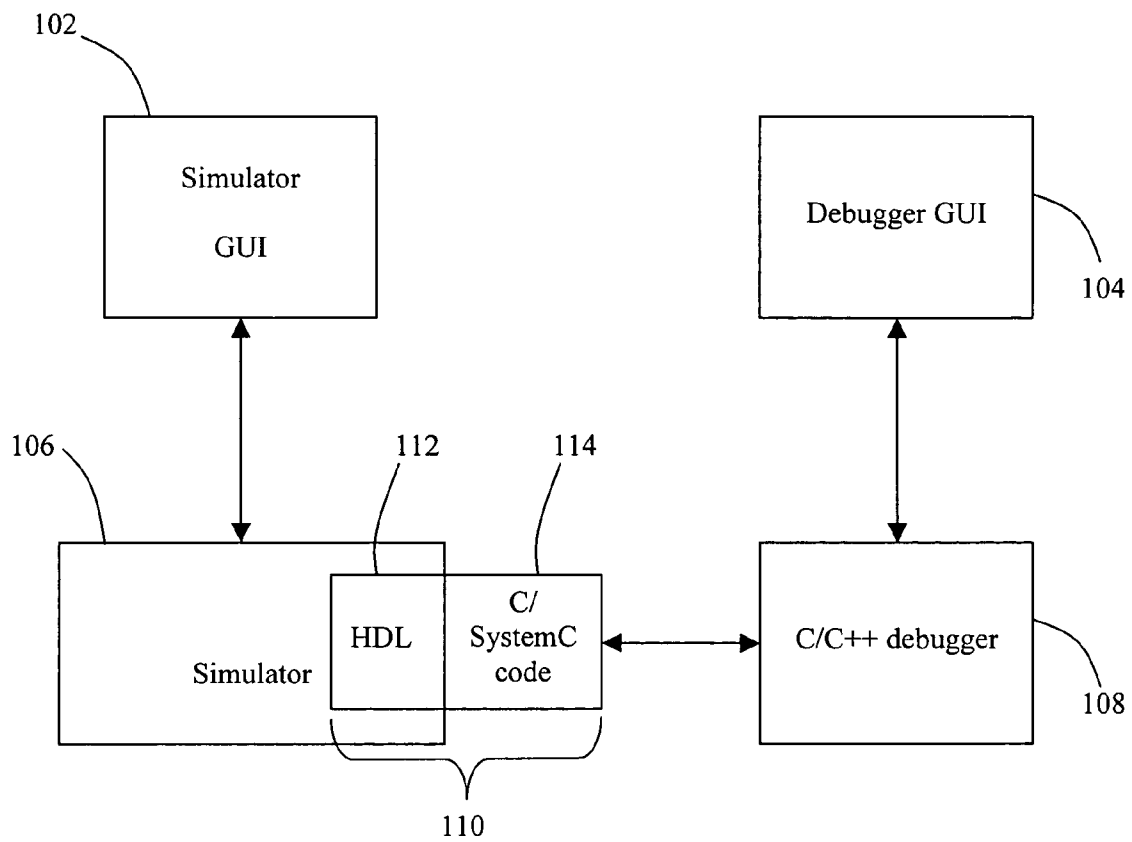 102
Simulator
GUI
Debugger GUI
104
106
112
114
HDL
C/
SystemC
code
Simulator
C/C++ debugger
108
110